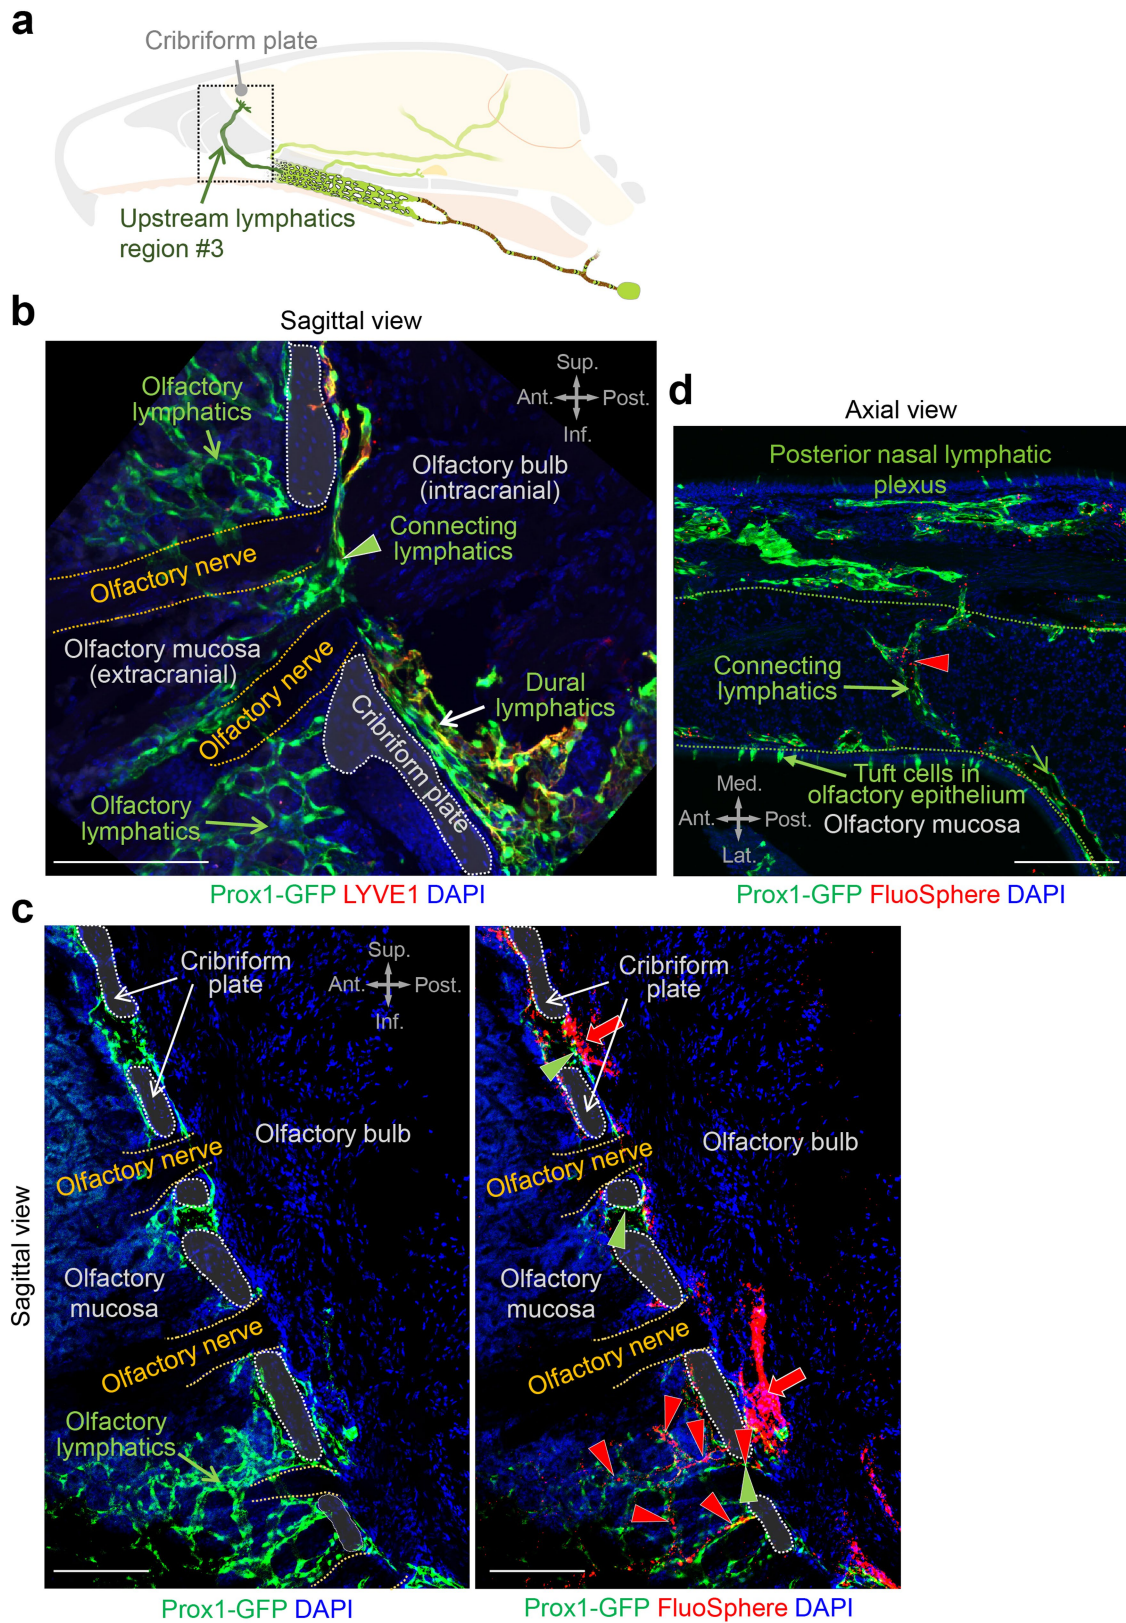 a
Cribriform plate
Upstream lymphatics
region #3
b
Sagittal view
Olfactory
lymphatics
Sup.
Ant.
Post.
Inf.
Olfactory bulb
(intracranial)
Connecting
lymphatics
Olfactory nerve
Olfactory mucosa
(extracranial)
Olfactory nerve
Dural
lymphatics
Cribriform plate
Olfactory
lymphatics
Prox1-GFP LYVE1 DAPI
d
Axial view
Posterior nasal lymphatic
plexus
Connecting
lymphatics
Tuft cells in
olfactory epithelium
Olfactory mucosa
Med.
Ant.
Post.
Lat.
Prox1-GFP FluoSphere DAPI
c
Sagittal view
Cribriform
plate
Sup.
Ant.
Post.
Inf.
Olfactory bulb
Olfactory nerve
Olfactory
mucosa
Olfactory nerve
Olfactory
lymphatics
Prox1-GFP DAPI
Cribriform
plate
Olfactory bulb
Olfactory nerve
Olfactory
mucosa
Olfactory nerve
Prox1-GFP FluoSphere DAPI